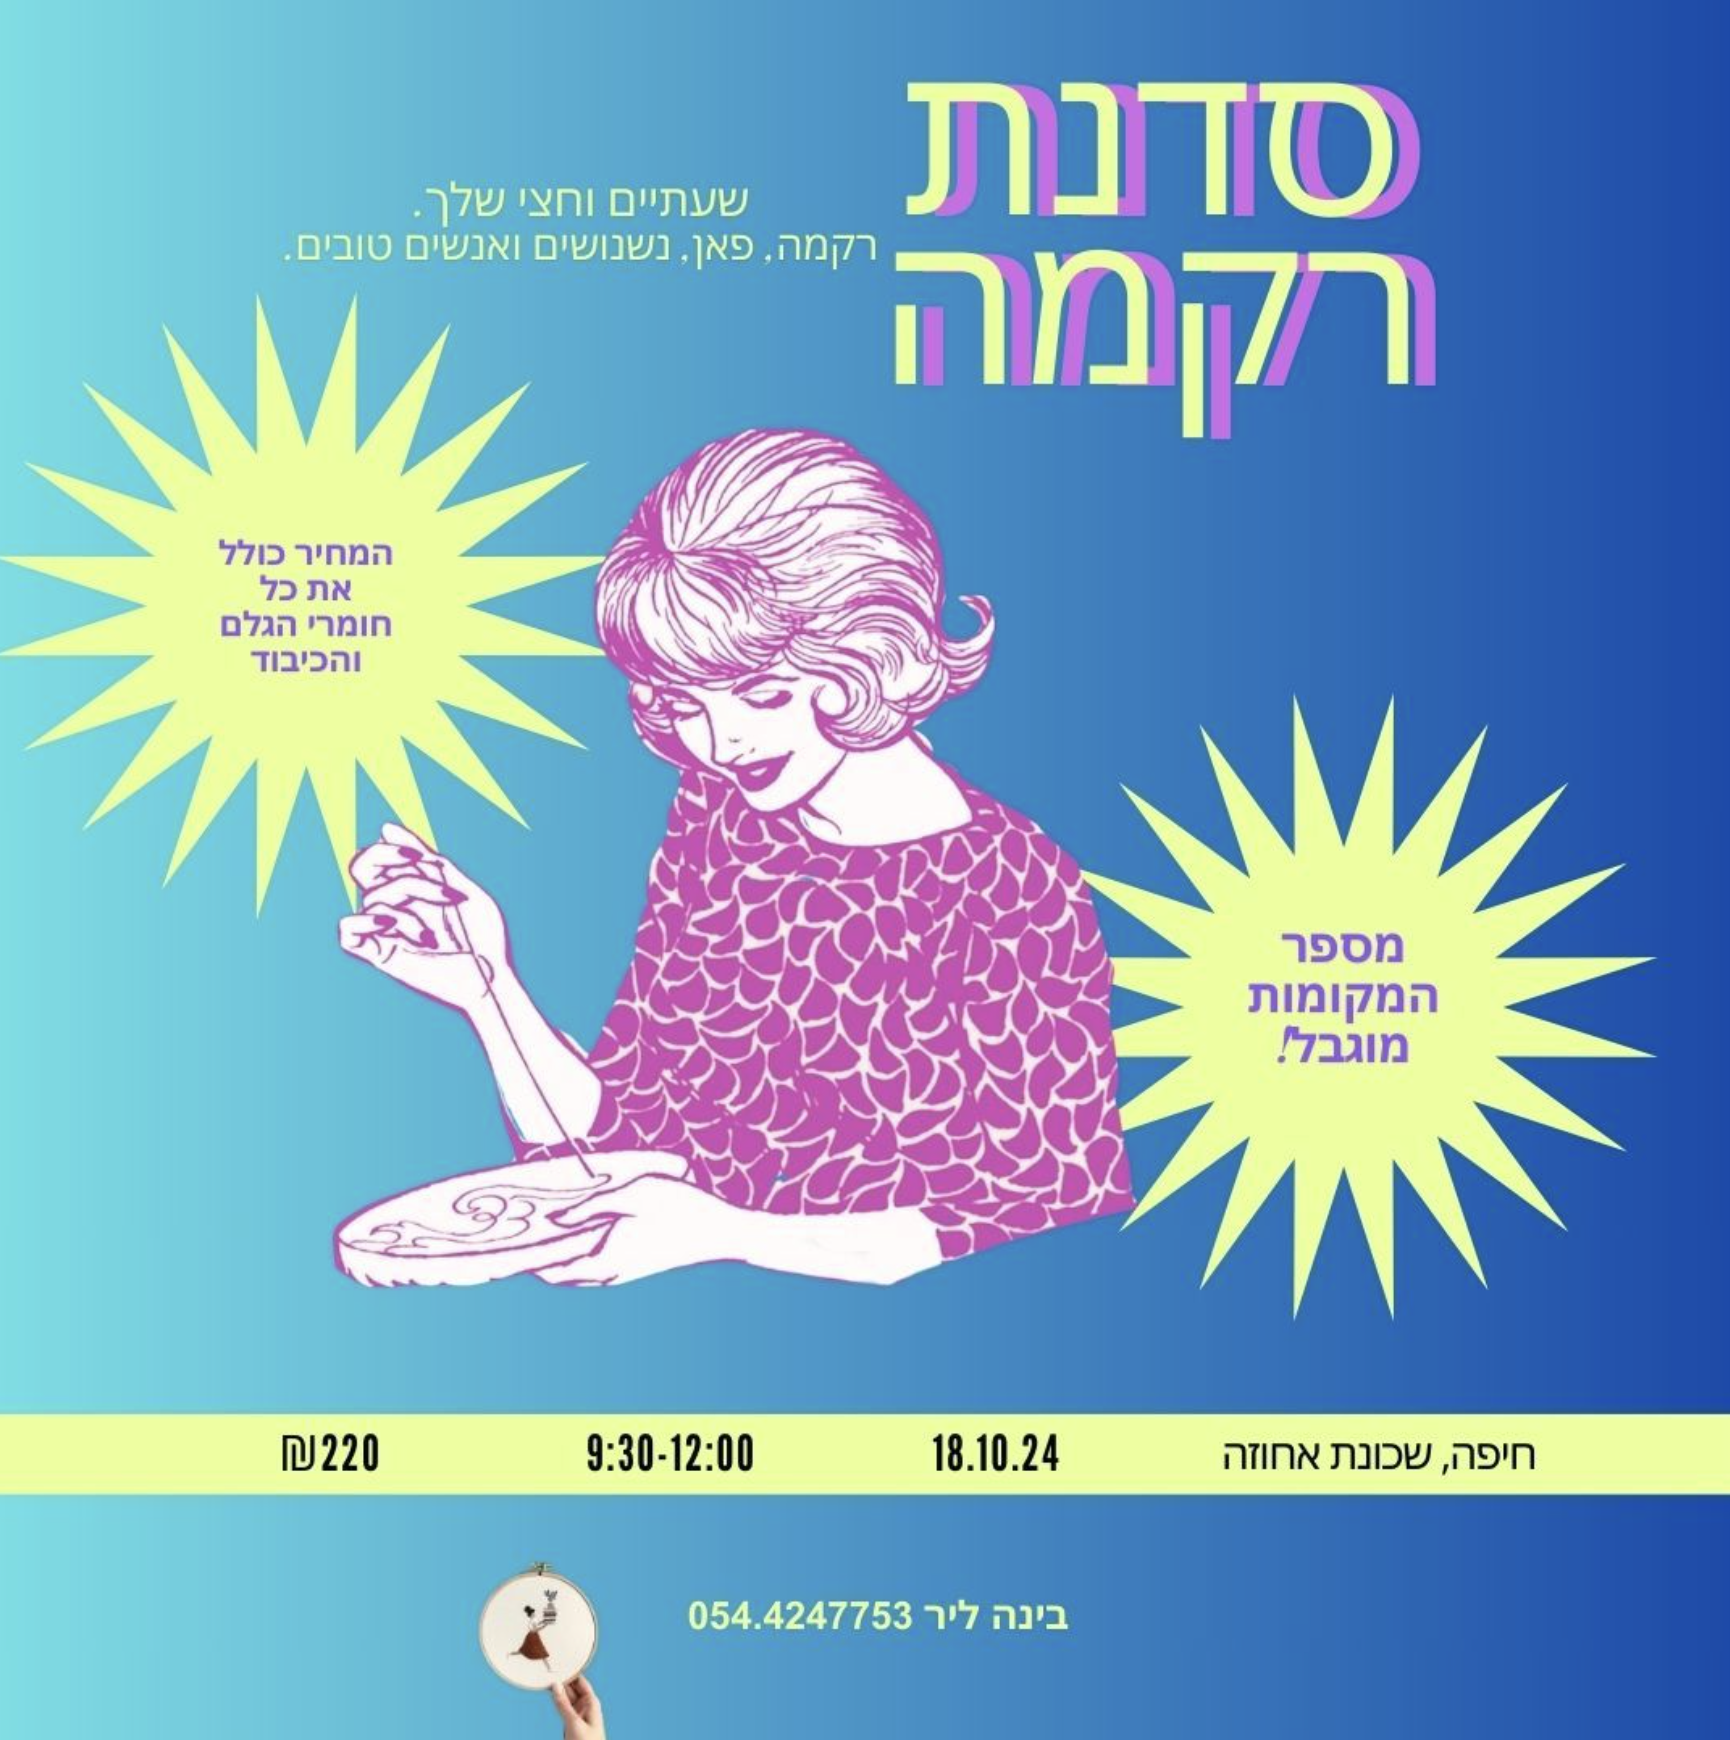 סדנת
רקמה
שעתיים וחצי שלך.
רקמה, פאן, נשנושים ואנשים טובים.
המחיר כולל
את כל
חומרי הגלם
והכיבוד
מספר
המקומות
מוגבל!
חיפה, שכונת אחוזה
18.10.24
9:30-12:00
₪220
בינה ליר 054.4247753